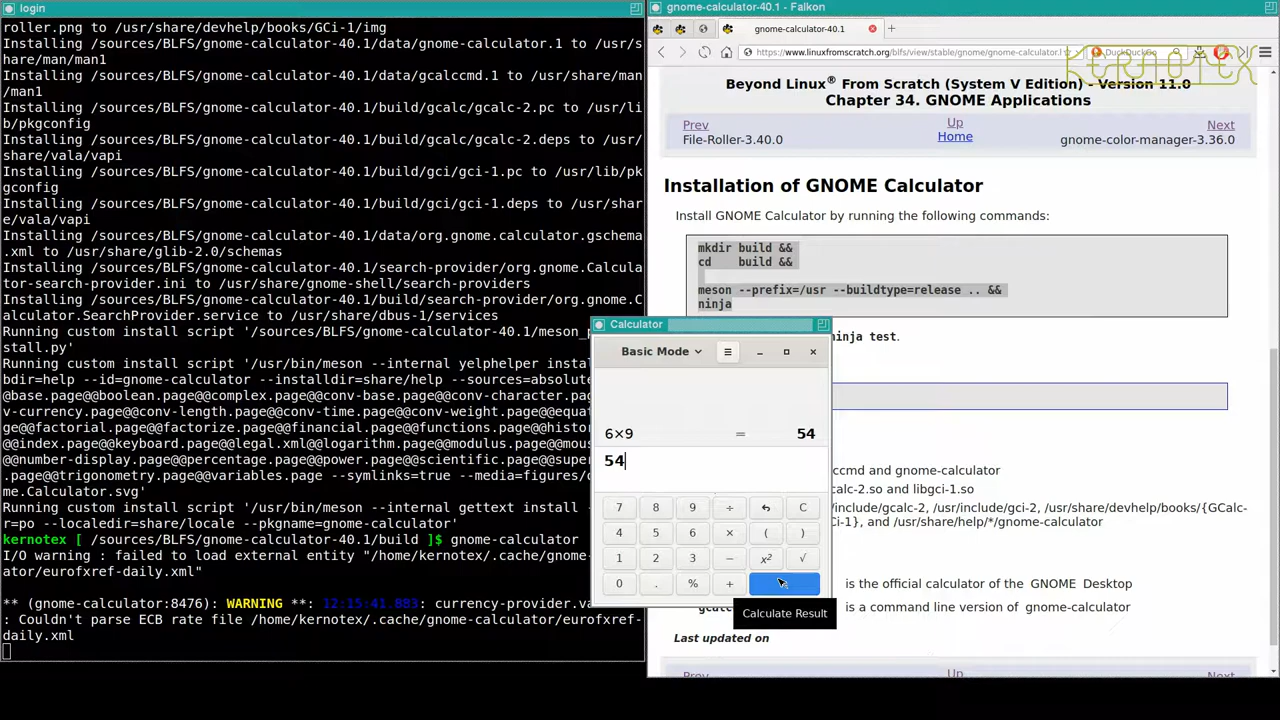 login
roller.png to /usr/share/devhelp/books/GCi-1/img
Installing /sources/BLFS/gnome-calculator-40.1/data/gnome-calculator.1 to /usr/s
hare/man/man1
Installing /sources/BLFS/gnome-calculator-40.1/data/gcalccmd.1 to /usr/share/man
/man1
Installing /sources/BLFS/gnome-calculator-40.1/build/gcalc/gcalc-2.pc to /usr/li
b/pkgconfig
Installing /sources/BLFS/gnome-calculator-40.1/build/gcalc/gcalc-2.deps to /usr/
share/vala/vapi
Installing /sources/BLFS/gnome-calculator-40.1/build/gci/gci-1.pc to /usr/lib/pk
gconfig
Installing /sources/BLFS/gnome-calculator-40.1/build/gci/gci-1.deps to /usr/shar
e/vala/vapi
Installing /sources/BLFS/gnome-calculator-40.1/data/org.gnome.calculator.gschema
.xml to /usr/share/glib-2.0/schemas
Installing /sources/BLFS/gnome-calculator-40.1/search-provider/org.gnome.Calcula
tor-search-provider.ini to /usr/share/gnome-shell/search-providers
Installing /sources/BLFS/gnome-calculator-40.1/build/search-provider/org.gnome.C
alculator.SearchProvider.service to /usr/share/dbus-1/services
Running custom install script '/sources/BLFS/gnome-calculator-40.1/meson_p
stall.py'
Running custom install script '/usr/bin/meson --internal yelphelper instal
bdir=help --id=gnome-calculator --installdir=share/help --sources=absolute
@base.page@@boolean.page@@complex.page@@conv-base.page@@conv-character.pag
v-currency.page@@conv-length.page@@conv-time.page@@conv-weight.page@@equat
ge@@factorial.page@@factorize.page@@financial.page@@functions.page@@histor
@@index.page@@keyboard.page@@legal.xml@@logarithm.page@@modulus.page@@mous
@@number-display.page@@percentage.page@@power.page@@scientific.page@@super
.page@@trigonometry.page@@variables.page --symlinks=true --media=figures/o
me.Calculator.svg'
Running custom install script '/usr/bin/meson --internal gettext install -
r=po --localedir=share/locale --pkgname=gnome-calculator'
kernotex [ /sources/BLFS/gnome-calculator-40.1/build ]$ gnome-calculator
I/O warning : failed to load external entity "/home/kernotex/.cache/gnome-
ator/eurofxref-daily.xml"
** (gnome-calculator:8476): WARNING **: 12:15:41.883: currency-provider.va
: Couldn't parse ECB rate file /home/kernotex/.cache/gnome-calculator/eurofxref-
daily.xml
gnome-calculator-40.1 - Falkon
gnome-calculator-40.1
https://www.linuxfromscratch.org/blfs/view/stable/gnome/gnome-calculator.l
DuckDuckGo
KERNOTEX
Beyond Linux® From Scratch (System V Edition) - Version 11.0
Chapter 34. GNOME Applications
Prev
Up
Next
File-Roller-3.40.0
Home
gnome-color-manager-3.36.0
Installation of GNOME Calculator
Install GNOME Calculator by running the following commands:
mkdir build &&
cd    build &&
meson --prefix=/usr --buildtype=release .. &&
ninja
ninja test.
ccmd and gnome-calculator
calc-2.so and libgci-1.so
/include/gcalc-2, /usr/include/gci-2, /usr/share/devhelp/books/{GCalc-
Ci-1}, and /usr/share/help/*/gnome-calculator
is the official calculator of the GNOME Desktop
is a command line version of gnome-calculator
Last updated on
Prev
Up
Next
Calculator
Basic Mode
6×9 = 54
54
7 8 9 ÷ C
4 5 6 × ( )
1 2 3 − x² √
0 . % +
Calculate Result